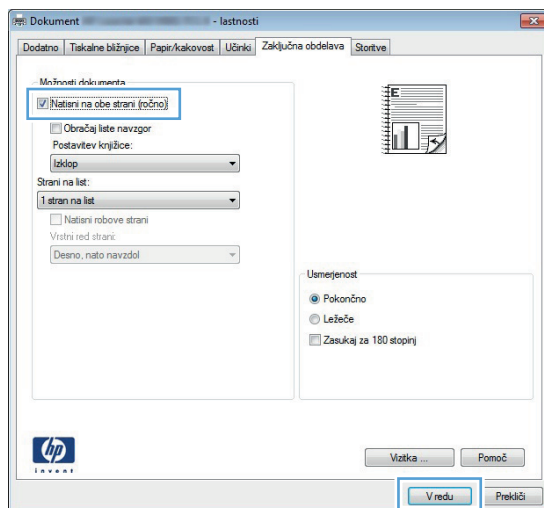 Dokument - lastnosti
Dodatno Tiskalne bližnjice Papir/kakovost Učinki Zaključna obdelava Storitve
Možnosti dokumenta
Natisni na obe strani (ročno)
Obračaj liste navzgor
Postavitev knjižice:
Izklop
Strani na list:
1 stran na list
Natisni robove strani
Vrstni red strani:
Desno, nato navzdol
E
Usmerjenost
Pokončno
Ležeče
Zasukaj za 180 stopinj
hp
invent
Vizitka ... Pomoč
V redu Prekliči